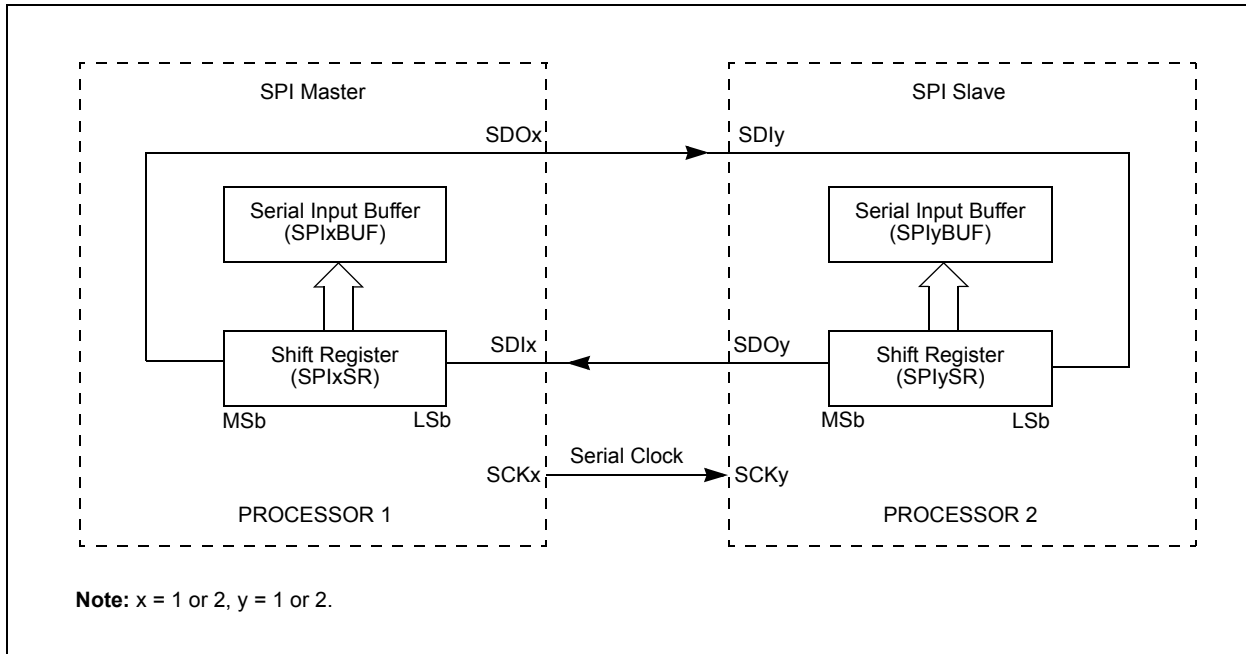 SPI Master
SPI Slave
SDOx
SDIy
Serial Input Buffer
(SPIxBUF)
Serial Input Buffer
(SPIyBUF)
Shift Register
(SPIxSR)
SDIx
SDOy
Shift Register
(SPIySR)
MSb
LSb
MSb
LSb
Serial Clock
SCKx
SCKy
PROCESSOR 1
PROCESSOR 2
Note: x = 1 or 2, y = 1 or 2.